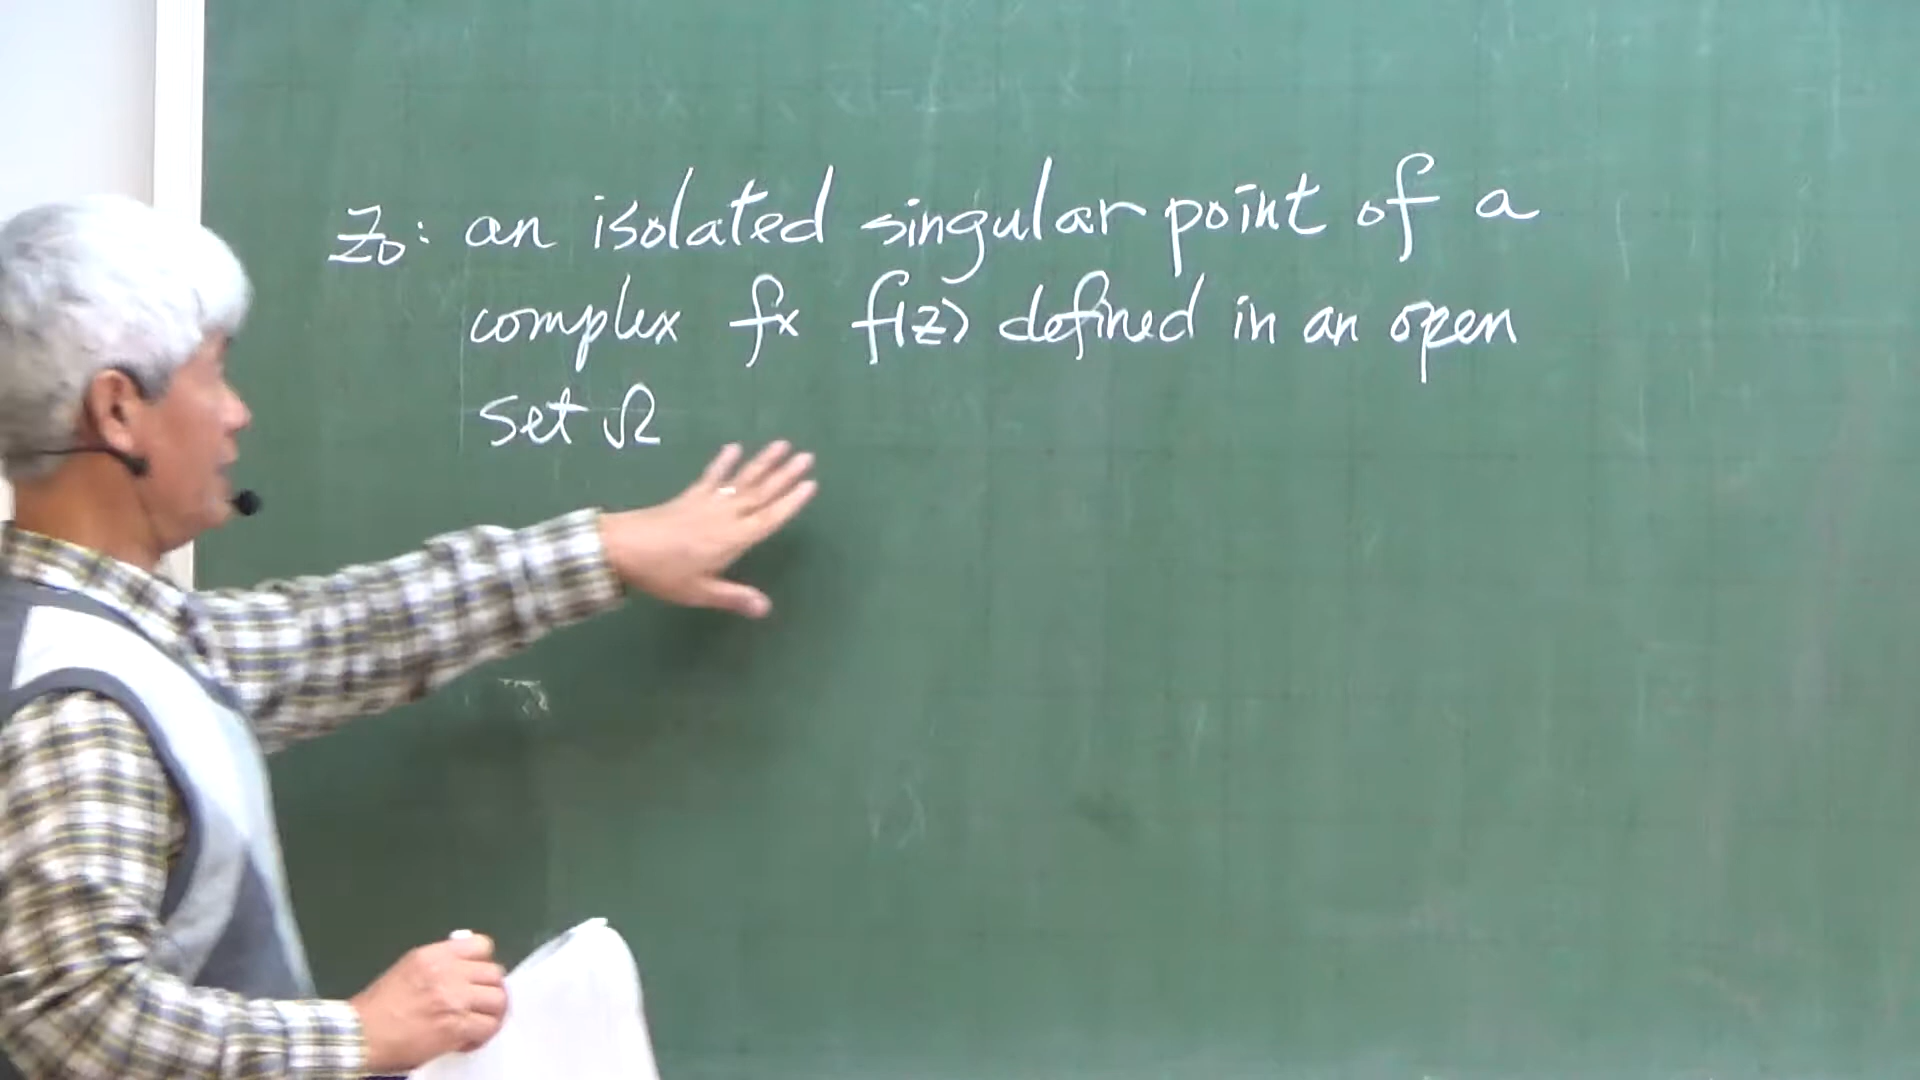 z₀: an isolated singular point of a
complex fx f(z) defined in an open
set Ω